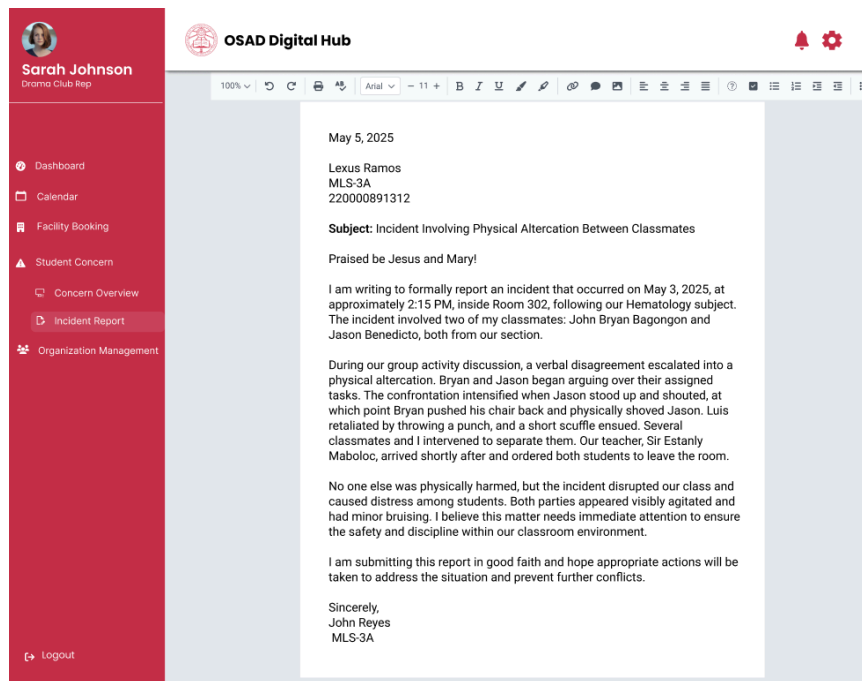 Sarah Johnson
Drama Club Rep
Dashboard
Calendar
Facility Booking
Student Concern
Concern Overview
Incident Report
Organization Management
Logout
OSAD Digital Hub
100%
Arial
− 11 +
B I U
May 5, 2025
Lexus Ramos
MLS-3A
220000891312
Subject: Incident Involving Physical Altercation Between Classmates
Praised be Jesus and Mary!
I am writing to formally report an incident that occurred on May 3, 2025, at
approximately 2:15 PM, inside Room 302, following our Hematology subject.
The incident involved two of my classmates: John Bryan Bagongon and
Jason Benedicto, both from our section.
During our group activity discussion, a verbal disagreement escalated into a
physical altercation. Bryan and Jason began arguing over their assigned
tasks. The confrontation intensified when Jason stood up and shouted, at
which point Bryan pushed his chair back and physically shoved Jason. Luis
retaliated by throwing a punch, and a short scuffle ensued. Several
classmates and I intervened to separate them. Our teacher, Sir Estanly
Maboloc, arrived shortly after and ordered both students to leave the room.
No one else was physically harmed, but the incident disrupted our class and
caused distress among students. Both parties appeared visibly agitated and
had minor bruising. I believe this matter needs immediate attention to ensure
the safety and discipline within our classroom environment.
I am submitting this report in good faith and hope appropriate actions will be
taken to address the situation and prevent further conflicts.
Sincerely,
John Reyes
MLS-3A